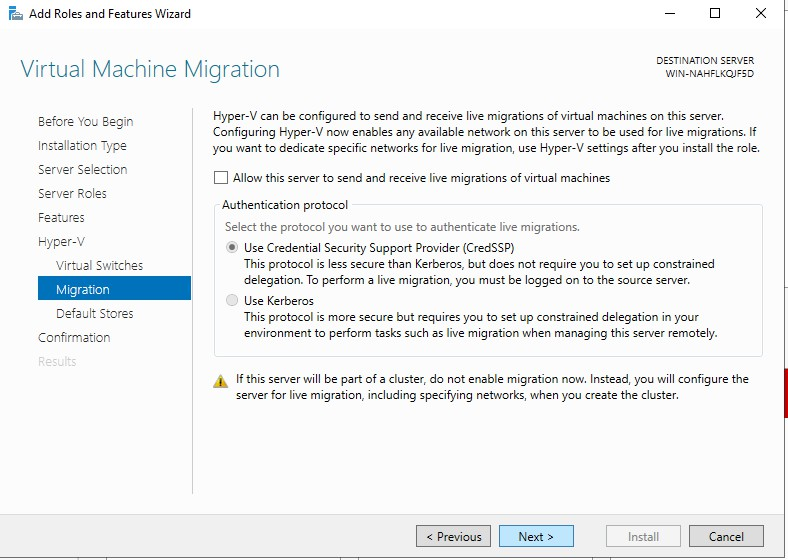 Add Roles and Features Wizard
Virtual Machine Migration
DESTINATION SERVER
WIN-NAHFLKQJF5D
Before You Begin
Installation Type
Server Selection
Server Roles
Features
Hyper-V
Virtual Switches
Migration
Default Stores
Confirmation
Results
Hyper-V can be configured to send and receive live migrations of virtual machines on this server.
Configuring Hyper-V now enables any available network on this server to be used for live migrations. If
you want to dedicate specific networks for live migration, use Hyper-V settings after you install the role.
Allow this server to send and receive live migrations of virtual machines
Authentication protocol
Select the protocol you want to use to authenticate live migrations.
Use Credential Security Support Provider (CredSSP)
This protocol is less secure than Kerberos, but does not require you to set up constrained
delegation. To perform a live migration, you must be logged on to the source server.
Use Kerberos
This protocol is more secure but requires you to set up constrained delegation in your
environment to perform tasks such as live migration when managing this server remotely.
If this server will be part of a cluster, do not enable migration now. Instead, you will configure the
server for live migration, including specifying networks, when you create the cluster.
< Previous
Next >
Install
Cancel